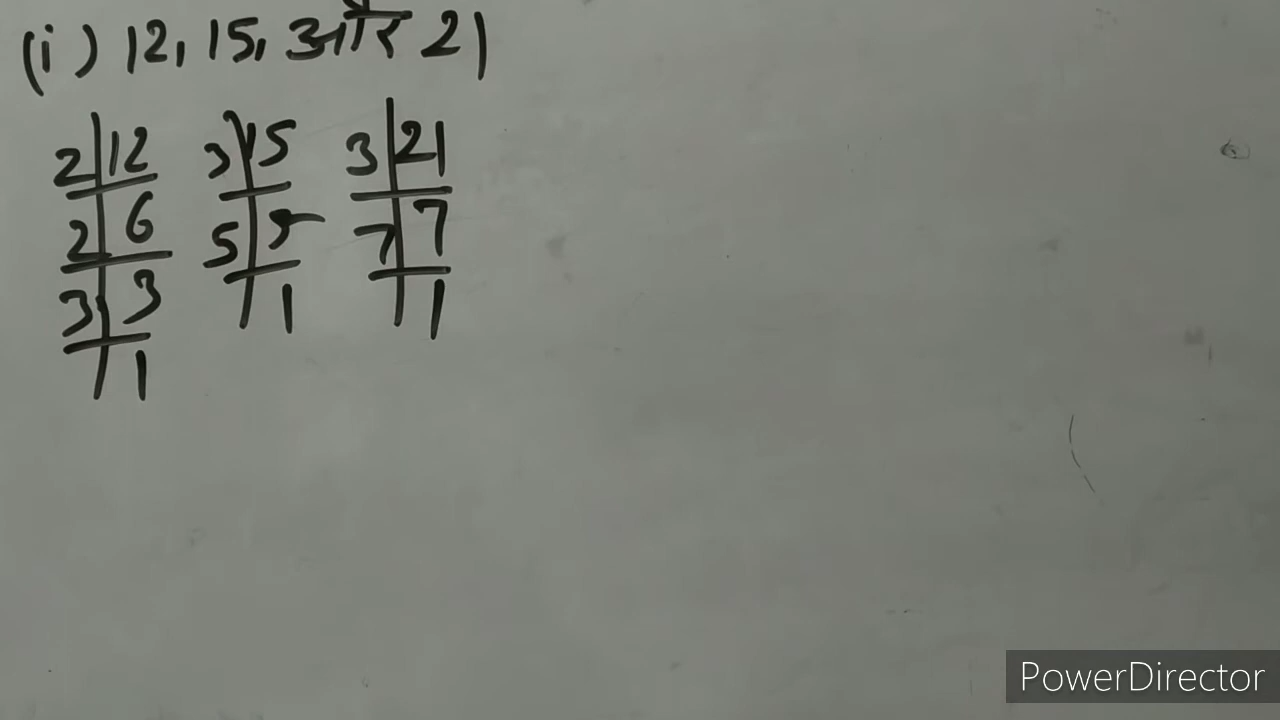 (i) 12, 15, और 21
2 12 3 15 3 21
2 6 5 5 7 7
3 3 1 1
1
PowerDirector